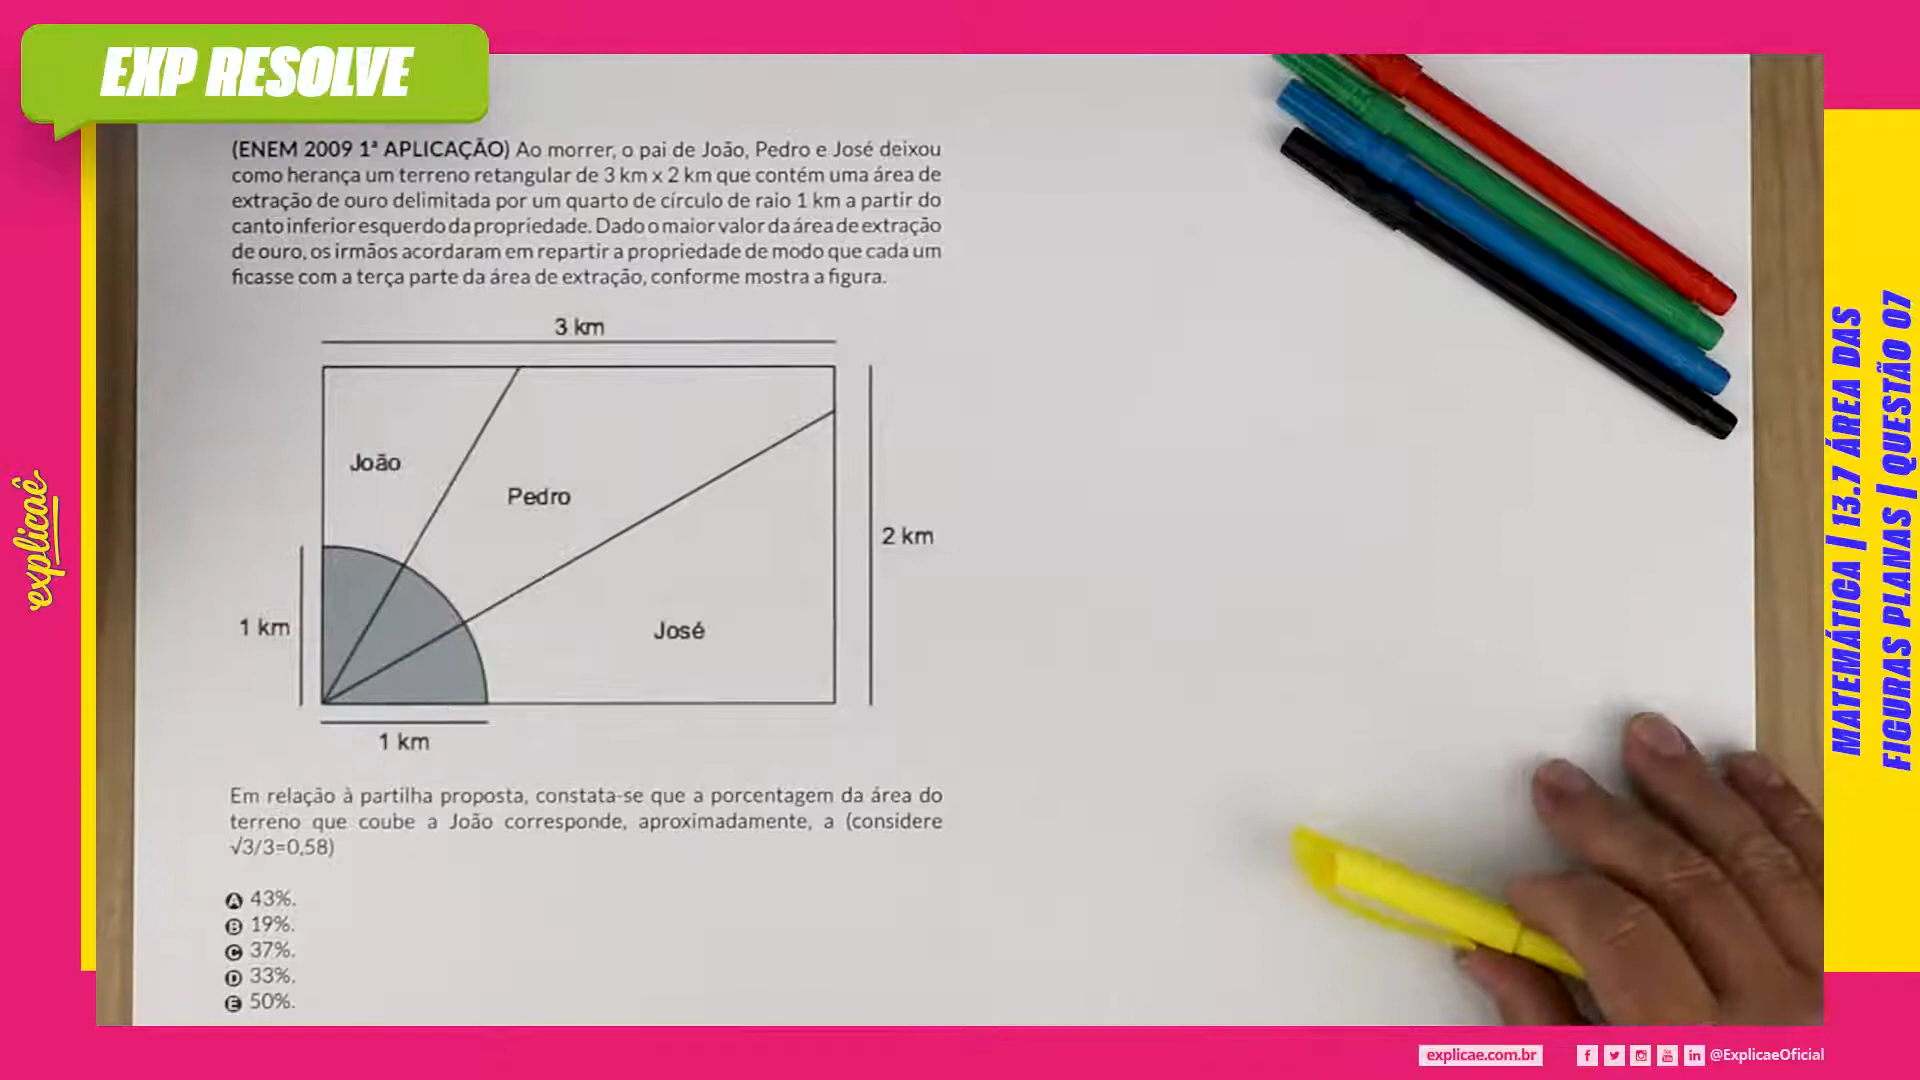 EXP RESOLVE
(ENEM 2009 1ª APLICAÇÃO) Ao morrer, o pai de João, Pedro e José deixou
como herança um terreno retangular de 3 km x 2 km que contém uma área de
extração de ouro delimitada por um quarto de círculo de raio 1 km a partir do
canto inferior esquerdo da propriedade. Dado o maior valor da área de extração
de ouro, os irmãos acordaram em repartir a propriedade de modo que cada um
ficasse com a terça parte da área de extração, conforme mostra a figura.
3 km
João
Pedro
2 km
1 km
José
1 km
Em relação à partilha proposta, constata-se que a porcentagem da área do
terreno que coube a João corresponde, aproximadamente, a (considere
√3/3=0,58)
A 43%.
B 19%.
C 37%.
D 33%.
E 50%.
explicaê
MATEMÁTICA | 13.7 ÁREA DAS
FIGURAS PLANAS | QUESTÃO 07
explicae.com.br
@ExplicaeOficial